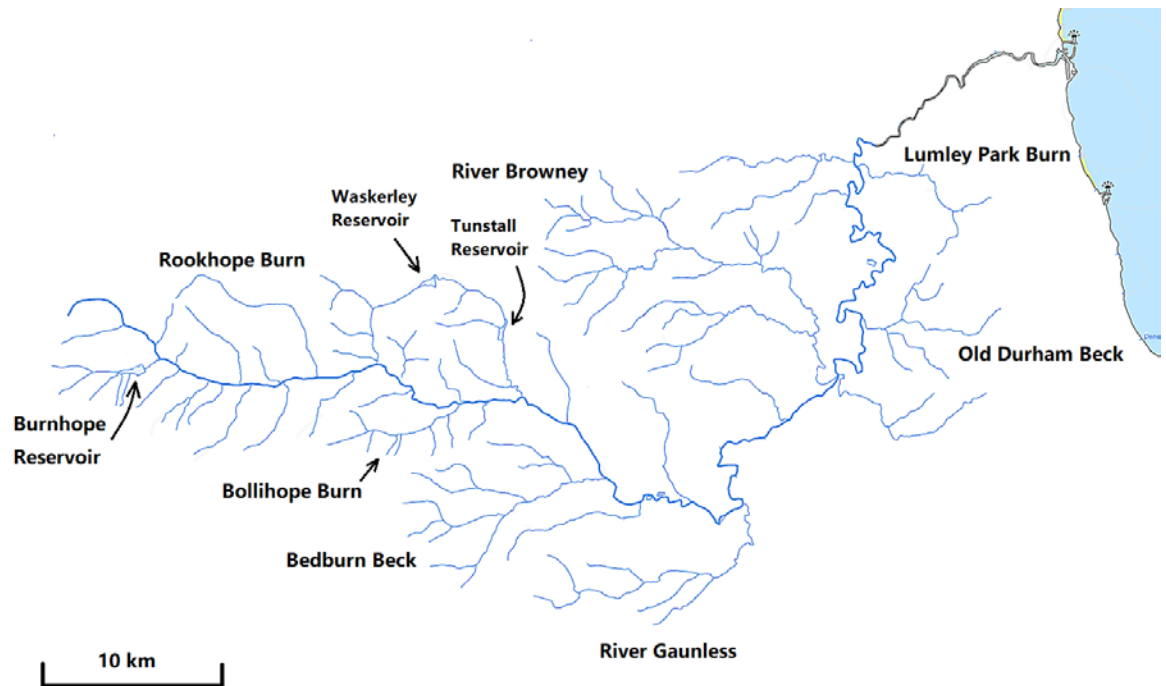 Lumley Park Burn
River Browney
Waskerley
Reservoir
Tunstall
Reservoir
Rookhope Burn
Old Durham Beck
Burnhope
Reservoir
Bollihope Burn
Bedburn Beck
River Gaunless
10 km